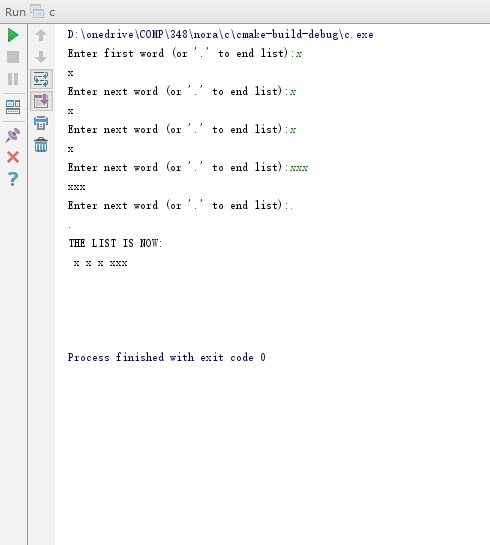 Run c
D:\onedrive\COMP\348\nora\c\cmake-build-debug\c.exe
Enter first word (or '.' to end list):x
x
Enter next word (or '.' to end list):x
x
Enter next word (or '.' to end list):x
x
Enter next word (or '.' to end list):xxx
xxx
Enter next word (or '.' to end list):.
.
THE LIST IS NOW:
x x x xxx
Process finished with exit code 0